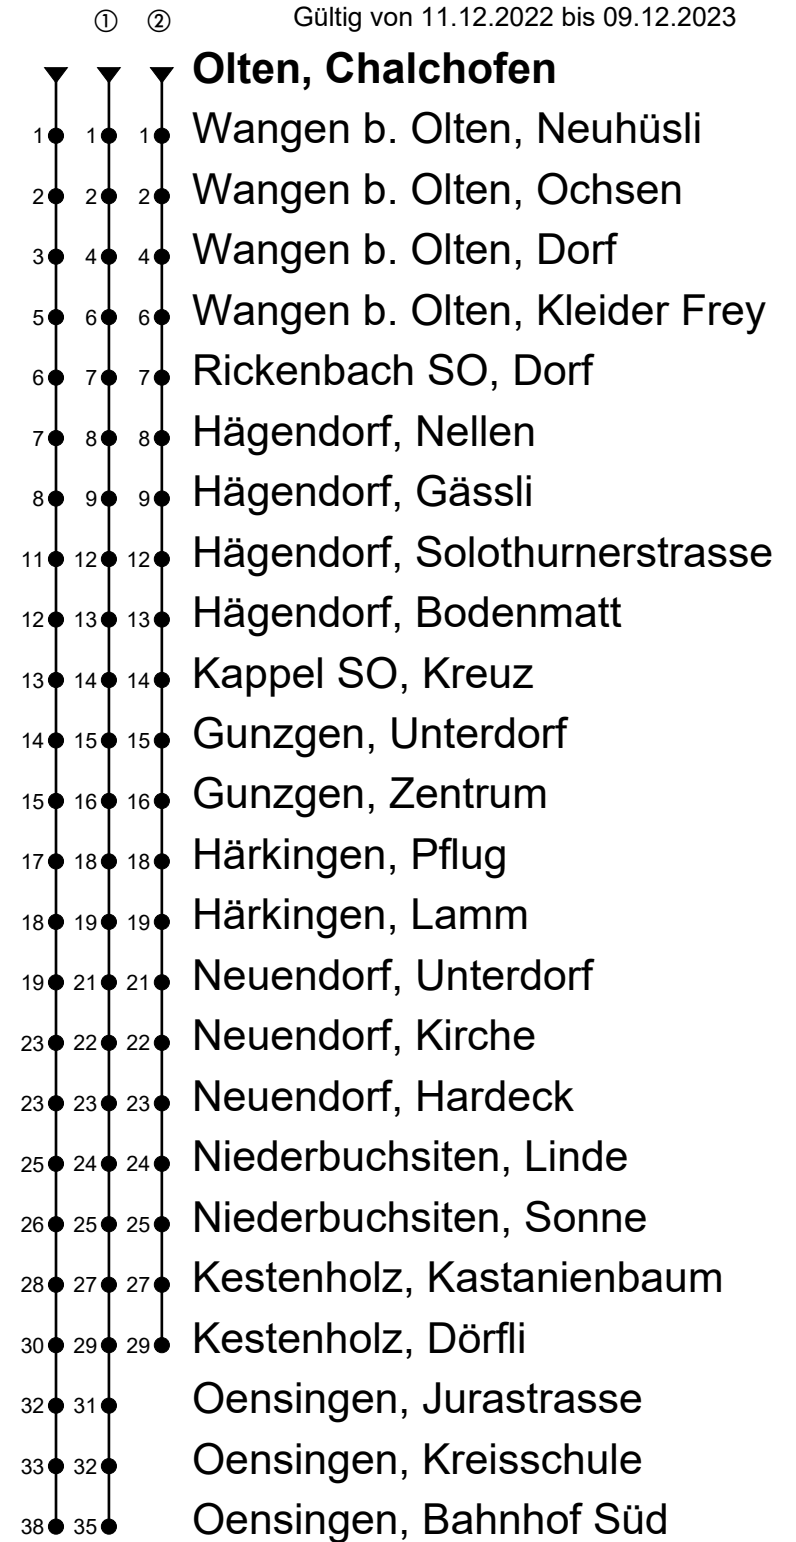 ① ② Gültig von 11.12.2022 bis 09.12.2023
Olten, Chalchofen
1 1 1 Wangen b. Olten, Neuhüsli
2 2 2 Wangen b. Olten, Ochsen
3 4 4 Wangen b. Olten, Dorf
5 6 6 Wangen b. Olten, Kleider Frey
6 7 7 Rickenbach SO, Dorf
7 8 8 Hägendorf, Nellen
8 9 9 Hägendorf, Gässli
11 12 12 Hägendorf, Solothurnerstrasse
12 13 13 Hägendorf, Bodenmatt
13 14 14 Kappel SO, Kreuz
14 15 15 Gunzgen, Unterdorf
15 16 16 Gunzgen, Zentrum
17 18 18 Härkingen, Pflug
18 19 19 Härkingen, Lamm
19 21 21 Neuendorf, Unterdorf
23 22 22 Neuendorf, Kirche
23 23 23 Neuendorf, Hardeck
25 24 24 Niederbuchsiten, Linde
26 25 25 Niederbuchsiten, Sonne
28 27 27 Kestenholz, Kastanienbaum
30 29 29 Kestenholz, Dörfli
32 31 Oensingen, Jurastrasse
33 32 Oensingen, Kreisschule
38 35 Oensingen, Bahnhof Süd